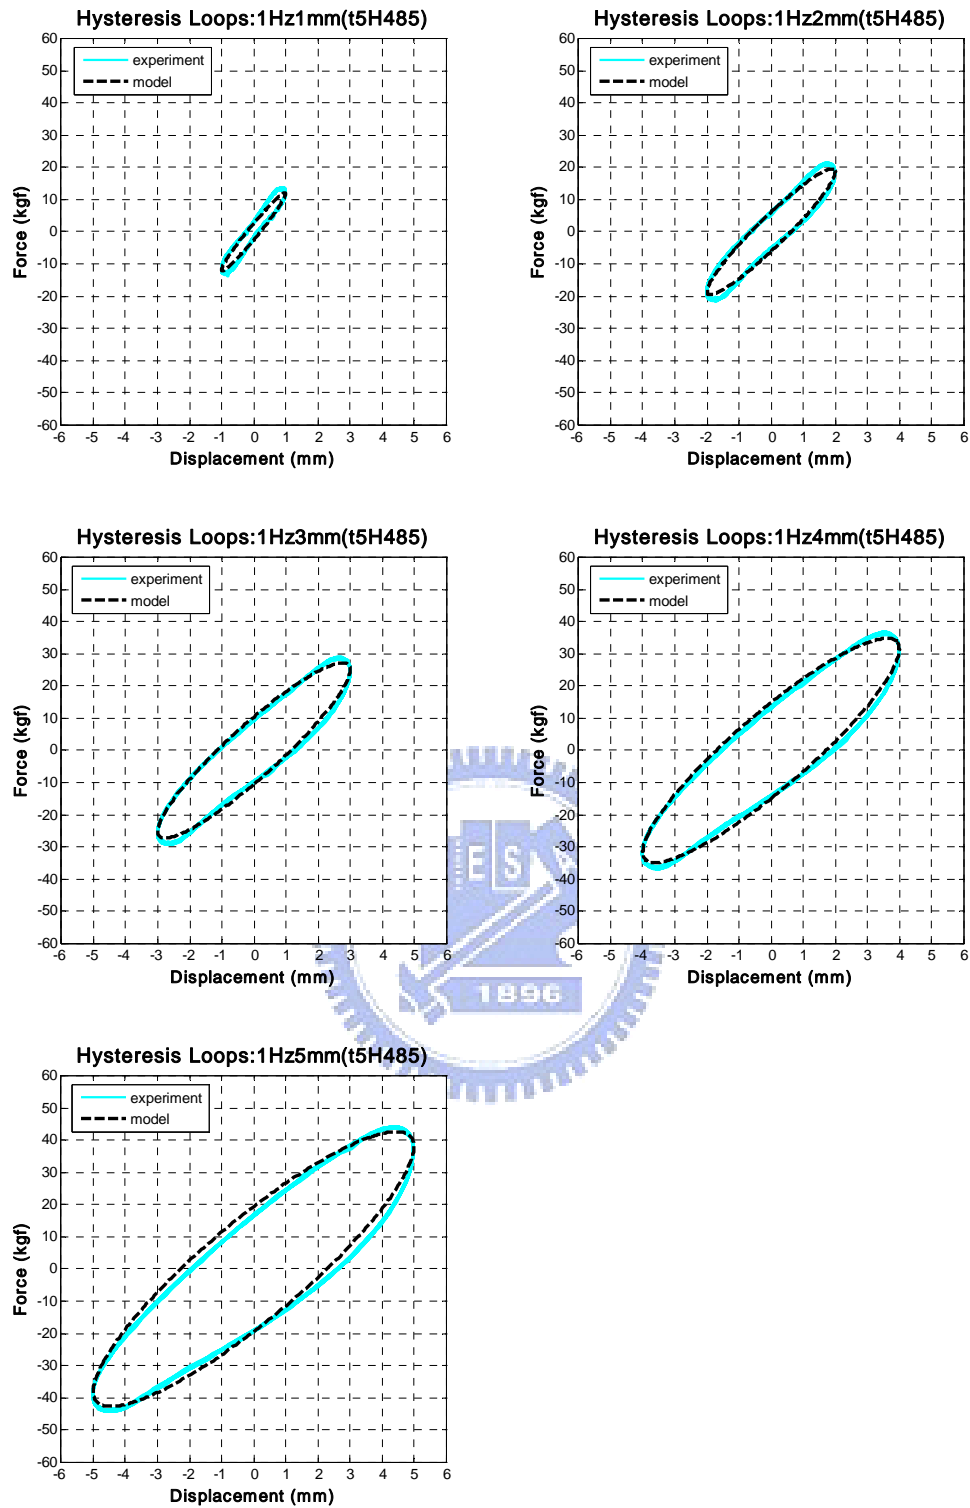 Hysteresis Loops:1Hz1mm(t5H485)
experiment
model
Force (kgf)
60
50
40
30
20
10
0
-10
-20
-30
-40
-50
-60
-6 -5 -4 -3 -2 -1 0 1 2 3 4 5 6
Displacement (mm)
Hysteresis Loops:1Hz2mm(t5H485)
experiment
model
Force (kgf)
60
50
40
30
20
10
0
-10
-20
-30
-40
-50
-60
-6 -5 -4 -3 -2 -1 0 1 2 3 4 5 6
Displacement (mm)
Hysteresis Loops:1Hz3mm(t5H485)
experiment
model
Force (kgf)
60
50
40
30
20
10
0
-10
-20
-30
-40
-50
-60
-6 -5 -4 -3 -2 -1 0 1 2 3 4 5 6
Displacement (mm)
Hysteresis Loops:1Hz4mm(t5H485)
experiment
model
Force (kgf)
60
50
40
30
20
10
0
-10
-20
-30
-40
-50
-60
-6 -5 -4 -3 -2 -1 0 1 2 3 4 5 6
Displacement (mm)
E S
1896
Hysteresis Loops:1Hz5mm(t5H485)
experiment
model
Force (kgf)
60
50
40
30
20
10
0
-10
-20
-30
-40
-50
-60
-6 -5 -4 -3 -2 -1 0 1 2 3 4 5 6
Displacement (mm)